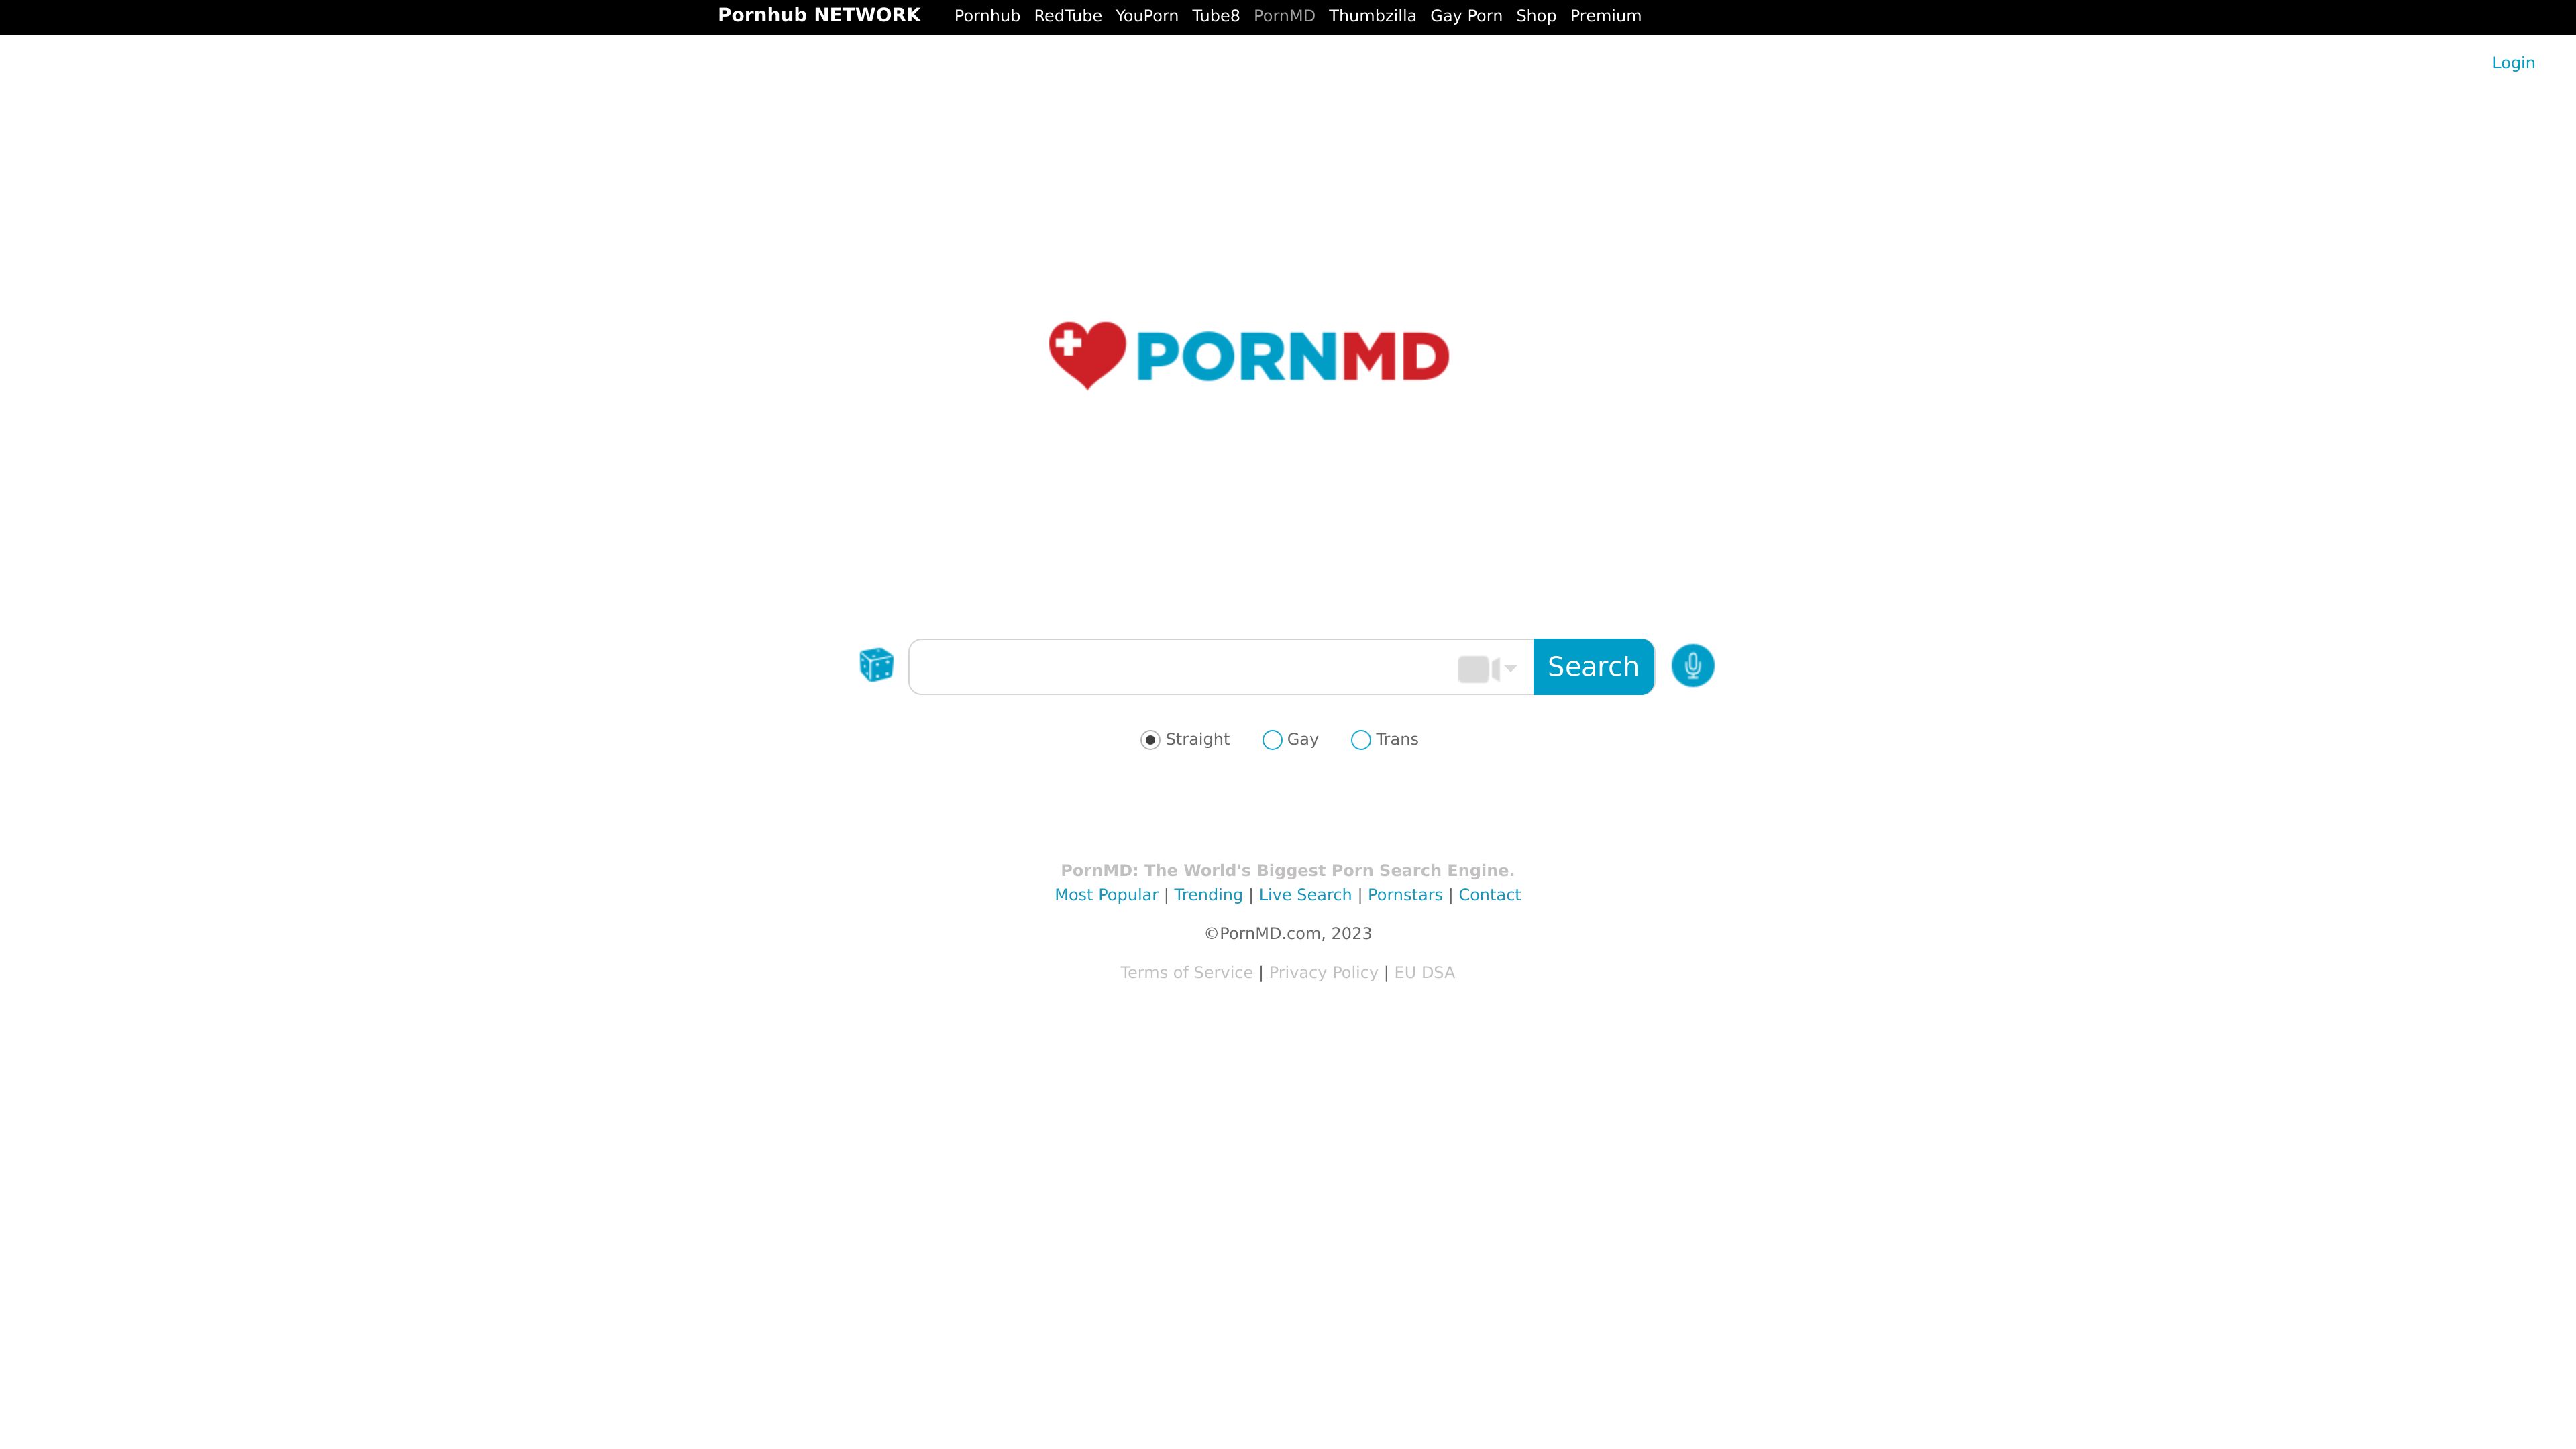 Pornhub NETWORK Pornhub RedTube YouPorn Tube8 PornMD Thumbzilla Gay Porn Shop Premium
Login
PORNMD
Search
Straight Gay Trans
PornMD: The World's Biggest Porn Search Engine.
Most Popular | Trending | Live Search | Pornstars | Contact
©PornMD.com, 2023
Terms of Service | Privacy Policy | EU DSA